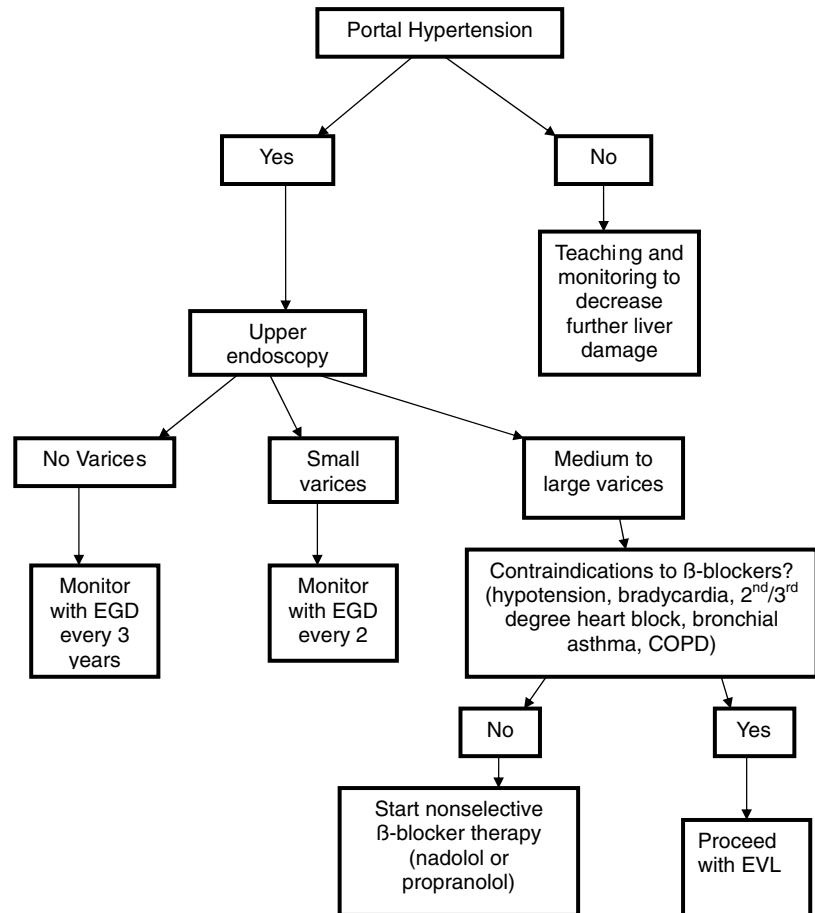 Portal Hypertension
Yes
No
Teaching and
monitoring to
decrease
further liver
damage
Upper
endoscopy
No Varices
Small
varices
Medium to
large varices
Monitor
with EGD
every 3
years
Monitor
with EGD
every 2
Contraindications to ß-blockers?
(hypotension, bradycardia, 2nd/3rd
degree heart block, bronchial
asthma, COPD)
No
Yes
Start nonselective
ß-blocker therapy
(nadolol or
propranolol)
Proceed
with EVL